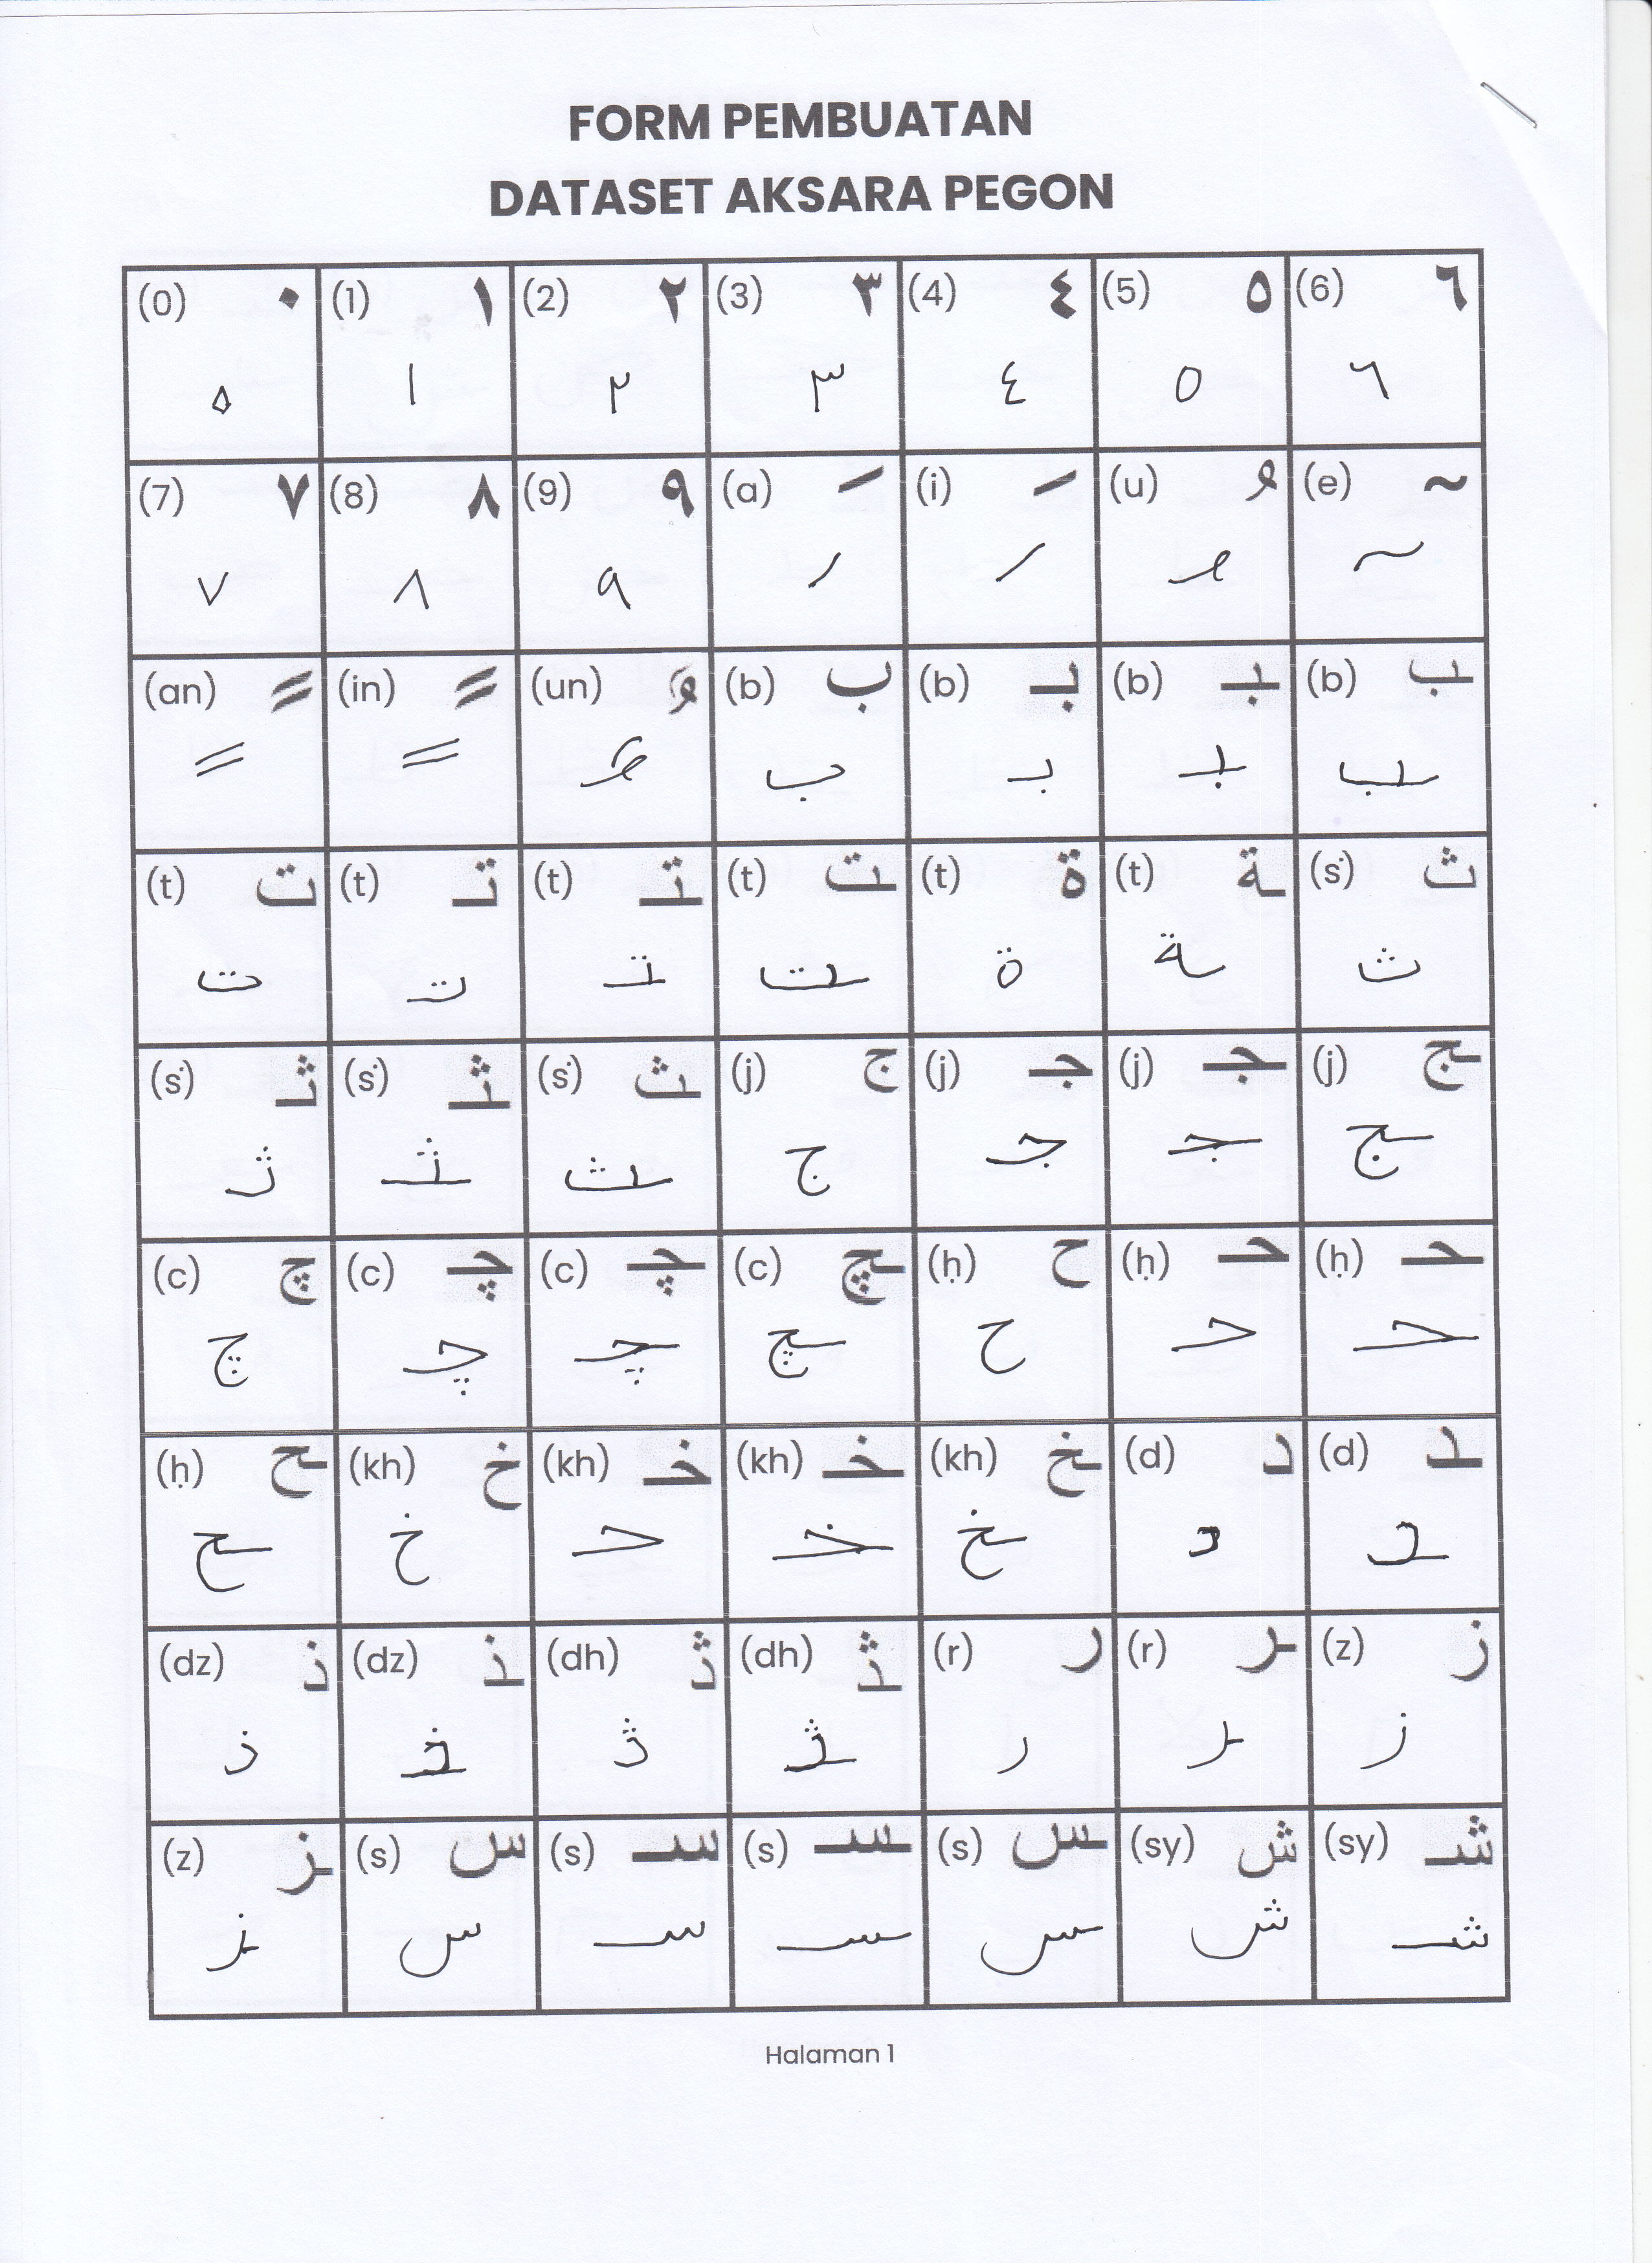 FORM PEMBUATAN
DATASET AKSARA PEGON
(0) ٠ (1) ١ (2) ٢ (3) ٣ (4) ٤ (5) ٥ (6) ٦
٥ ١ ٢ ٣ ٤ ٥ ٦
(7) ٧ (8) ٨ (9) ٩ (a) ـَ (i) ـِ (u) ـُ (e) ~
٧ ٨ ٩ ـَ ـِ ـُ ~
(an) ـً (in) ـٍ (un) ـٌ (b) ب (b) بـ (b) ـبـ (b) ـب
ـً ـٍ ـٌ ب بـ ـبـ ـب
(t) ت (t) تـ (t) ـتـ (t) ـت (t) ة (t) ـة (ṡ) ث
ت تـ ـتـ ـت ة ـة ث
(ṡ) ثـ (ṡ) ـثـ (ṡ) ـث (j) ج (j) جـ (j) ـجـ (j) ـج
ثـ ـثـ ـث ج جـ ـجـ ـج
(c) چ (c) چـ (c) ـچـ (c) ـچ (ḥ) ح (ḥ) حـ (ḥ) ـحـ
چ چـ ـچـ ـچ ح حـ ـحـ
(ḥ) ـح (kh) خ (kh) خـ (kh) ـخـ (kh) ـخ (d) د (d) ـد
ـح خ حـ ـخـ ـخ د ـد
(dz) ذ (dz) ـذ (dh) ڎ (dh) ـڎ (r) ر (r) ـر (z) ز
ذ ـذ ڎ ـڎ ر ـر ز
(z) ـز (s) س (s) سـ (s) ـسـ (s) ـس (sy) ش (sy) شـ
ـز س سـ ـسـ ـس ش شـ
Halaman 1